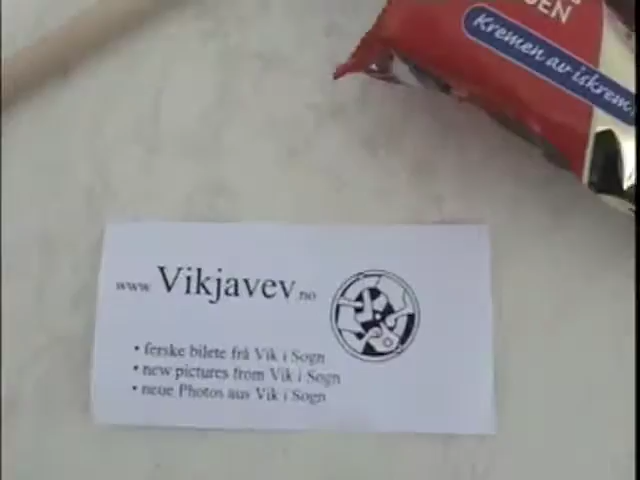 EN
Kremen av iskrem!
www.Vikjavev.no
• ferske bilete frå Vik i Sogn
• new pictures from Vik i Sogn
• neue Photos aus Vik i Sogn